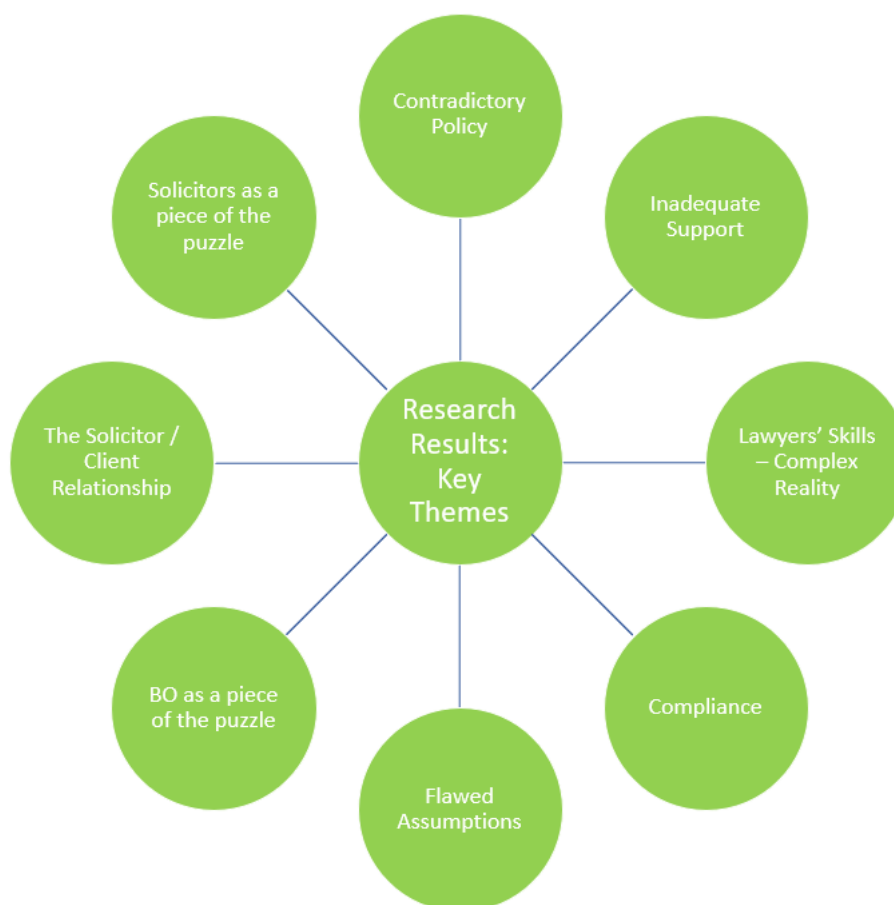 Contradictory
Policy
Solicitors as a
piece of the
puzzle
Inadequate
Support
The Solicitor /
Client
Relationship
Research
Results:
Key
Themes
Lawyers’ Skills
– Complex
Reality
BO as a piece
of the puzzle
Compliance
Flawed
Assumptions